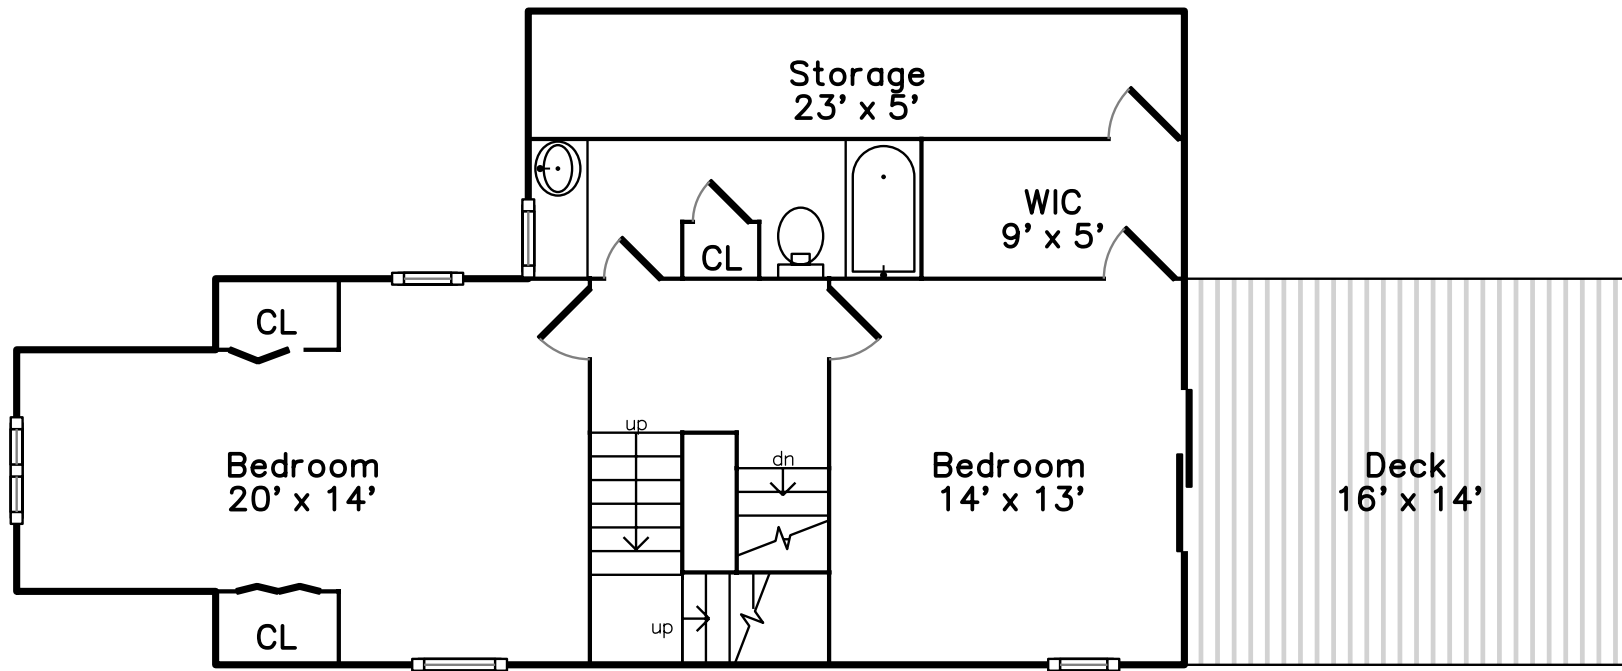 Storage
23' x 5'
WIC
9' x 5'
CL
CL
up
dn
Bedroom
20' x 14'
Bedroom
14' x 13'
Deck
16' x 14'
up
CL